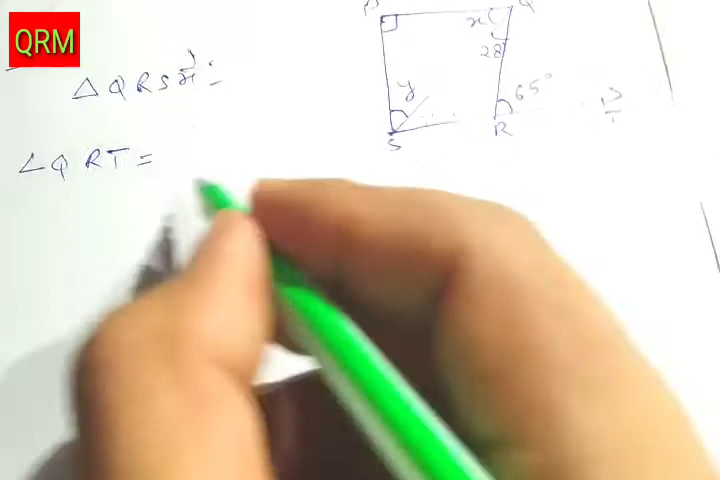 QRM
Q
x
28
△QRS में:
65°
y
R
S
∠QRT =